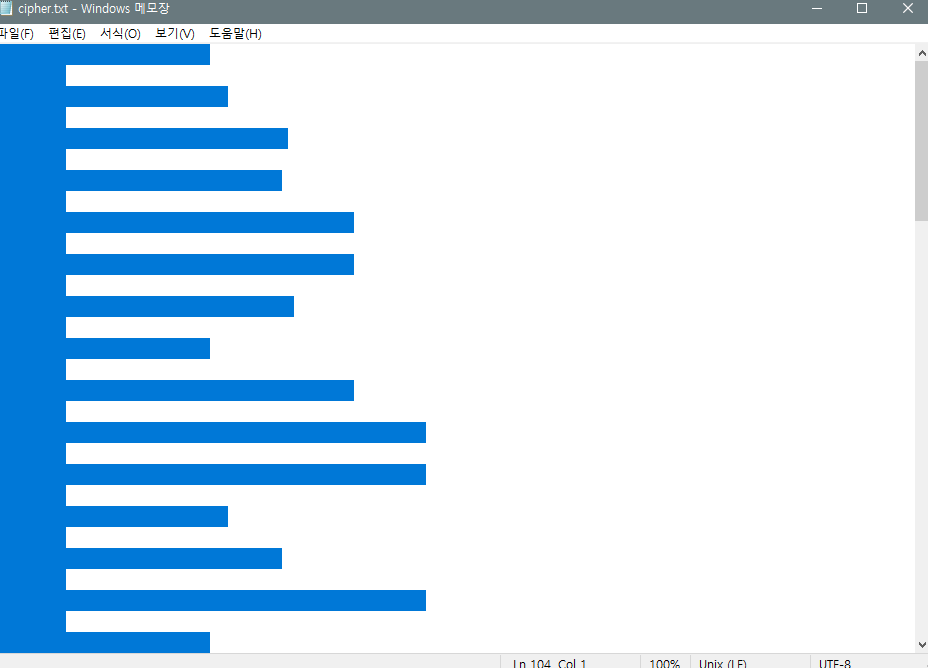 cipher.txt - Windows 메모장
파일(F) 편집(E) 서식(O) 보기(V) 도움말(H)
Ln 104, Col 1 100% Unix (LF) UTF-8